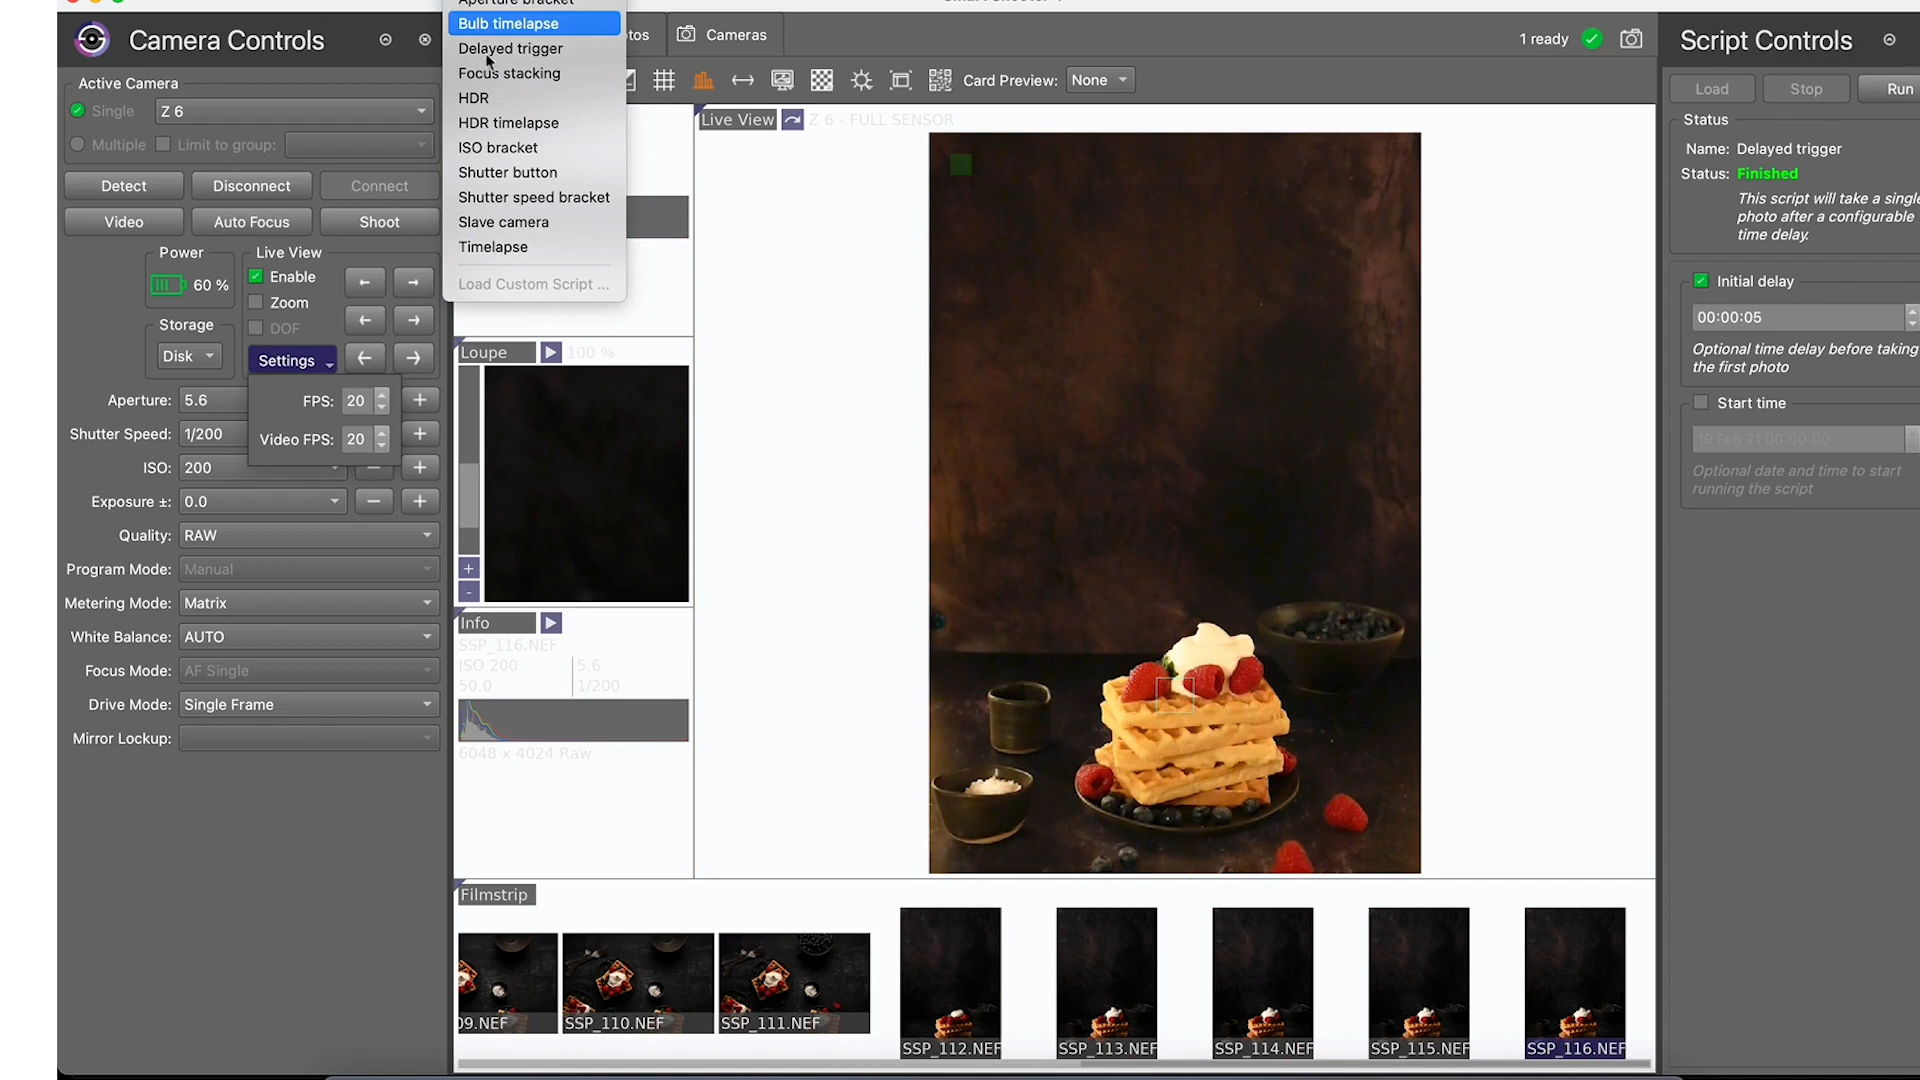 Camera Controls
Active Camera
Single
Z 6
Multiple
Limit to group:
Detect
Disconnect
Connect
Video
Auto Focus
Shoot
Power
60 %
Live View
Enable
Zoom
DOF
Storage
Disk
Settings
FPS: 20
Video FPS: 20
Aperture: 5.6
Shutter Speed: 1/200
ISO: 200
Exposure ±: 0.0
Quality: RAW
Program Mode: Manual
Metering Mode: Matrix
White Balance: AUTO
Focus Mode: AF Single
Drive Mode: Single Frame
Mirror Lockup:
Aperture bracket
Bulb timelapse
Delayed trigger
Focus stacking
HDR
HDR timelapse
ISO bracket
Shutter button
Shutter speed bracket
Slave camera
Timelapse
Load Custom Script ...
tos
Cameras
1 ready
Card Preview: None
Live View
Z 6 - FULL SENSOR
Loupe
100 %
+
-
Info
SSP_116.NEF
ISO 200
5.6
50.0
1/200
6048 x 4024 Raw
Filmstrip
09.NEF
SSP_110.NEF
SSP_111.NEF
SSP_112.NEF
SSP_113.NEF
SSP_114.NEF
SSP_115.NEF
SSP_116.NEF
Script Controls
Load
Stop
Run
Status
Name: Delayed trigger
Status: Finished
This script will take a single
photo after a configurable
time delay.
Initial delay
00:00:05
Optional time delay before taking
the first photo
Start time
19 Feb 21 00:00:00
Optional date and time to start
running the script